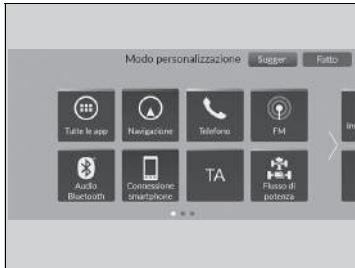 Modo personalizzazione Sugger. Fatto
Tutte le app Navigazione Telefono FM
Audio Bluetooth
Connessione smartphone
TA
Flusso di potenza